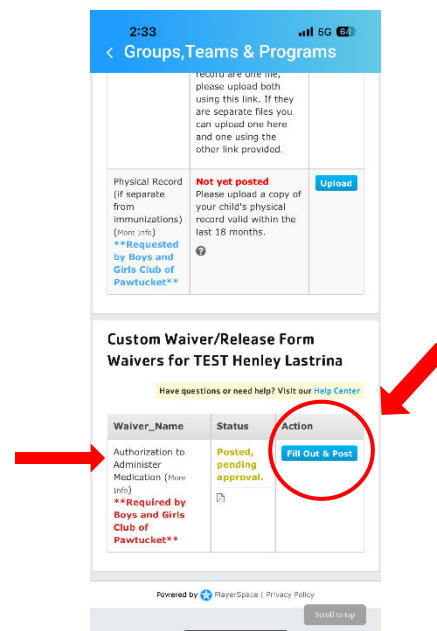 2:33 5G 64
< Groups,Teams & Programs
record are one file,
please upload both
using this link. If they
are separate files you
can upload one here
and one using the
other link provided.
Physical Record
(if separate
from
immunizations)
(More Info)
**Requested
by Boys and
Girls Club of
Pawtucket**
Not yet posted
Please upload a copy of
your child's physical
record valid within the
last 18 months.
?
Upload
Custom Waiver/Release Form
Waivers for TEST Henley Lastrina
Have questions or need help? Visit our Help Center
Waiver_Name Status Action
Authorization to
Administer
Medication (More
Info)
**Required by
Boys and Girls
Club of
Pawtucket**
Posted,
pending
approval.
Fill Out & Post
Powered by PlayerSpace | Privacy Policy
Scroll to top